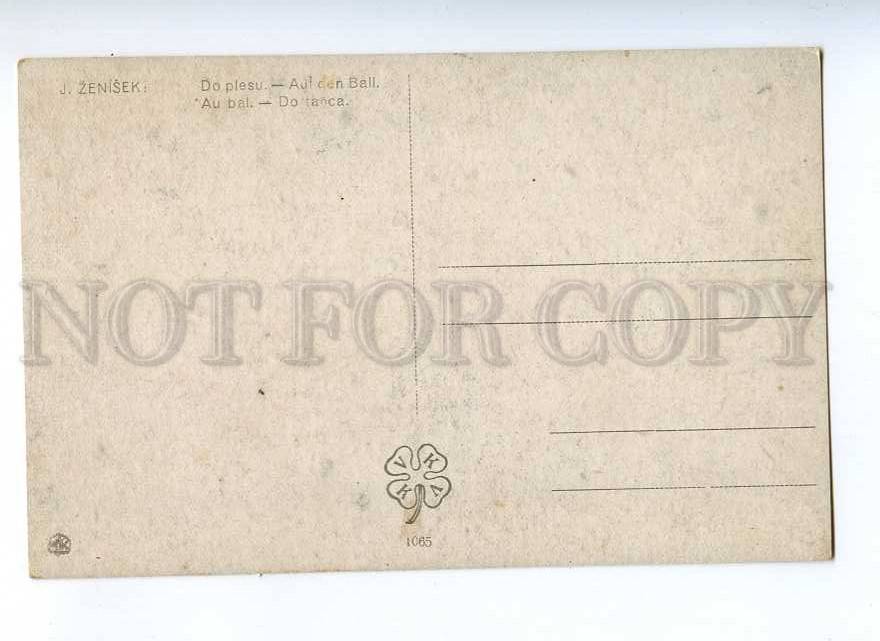 J. ŽENÍŠEK: Do plesu. — Auf den Ball.
Au bal. — Do tańca.
NOT FOR COPY
V K
K V
1065